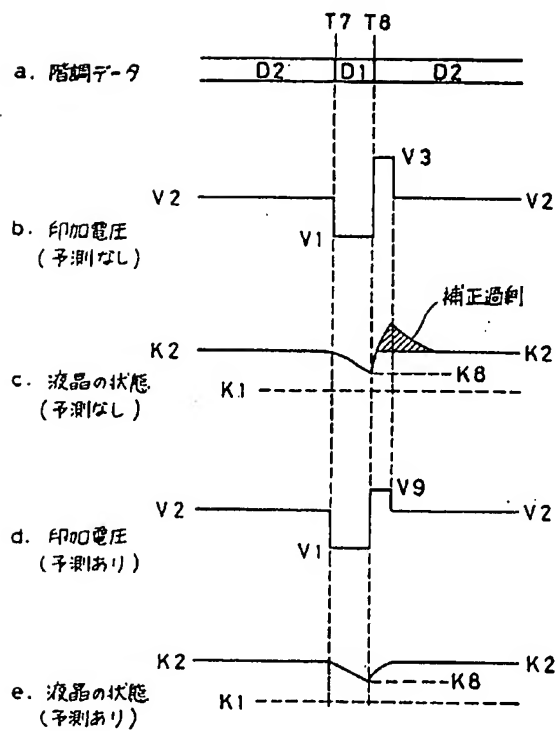 T7 T8
a. 階調データ
D2 D1 D2
V3
V2 V2
b. 印加電圧
(予測なし)
V1
補正過剰
K2 K2
K8
c. 液晶の状態
(予測なし)
K1
V9
V2 V2
d. 印加電圧
(予測あり)
V1
K2 K2
K8
e. 液晶の状態
(予測あり)
K1